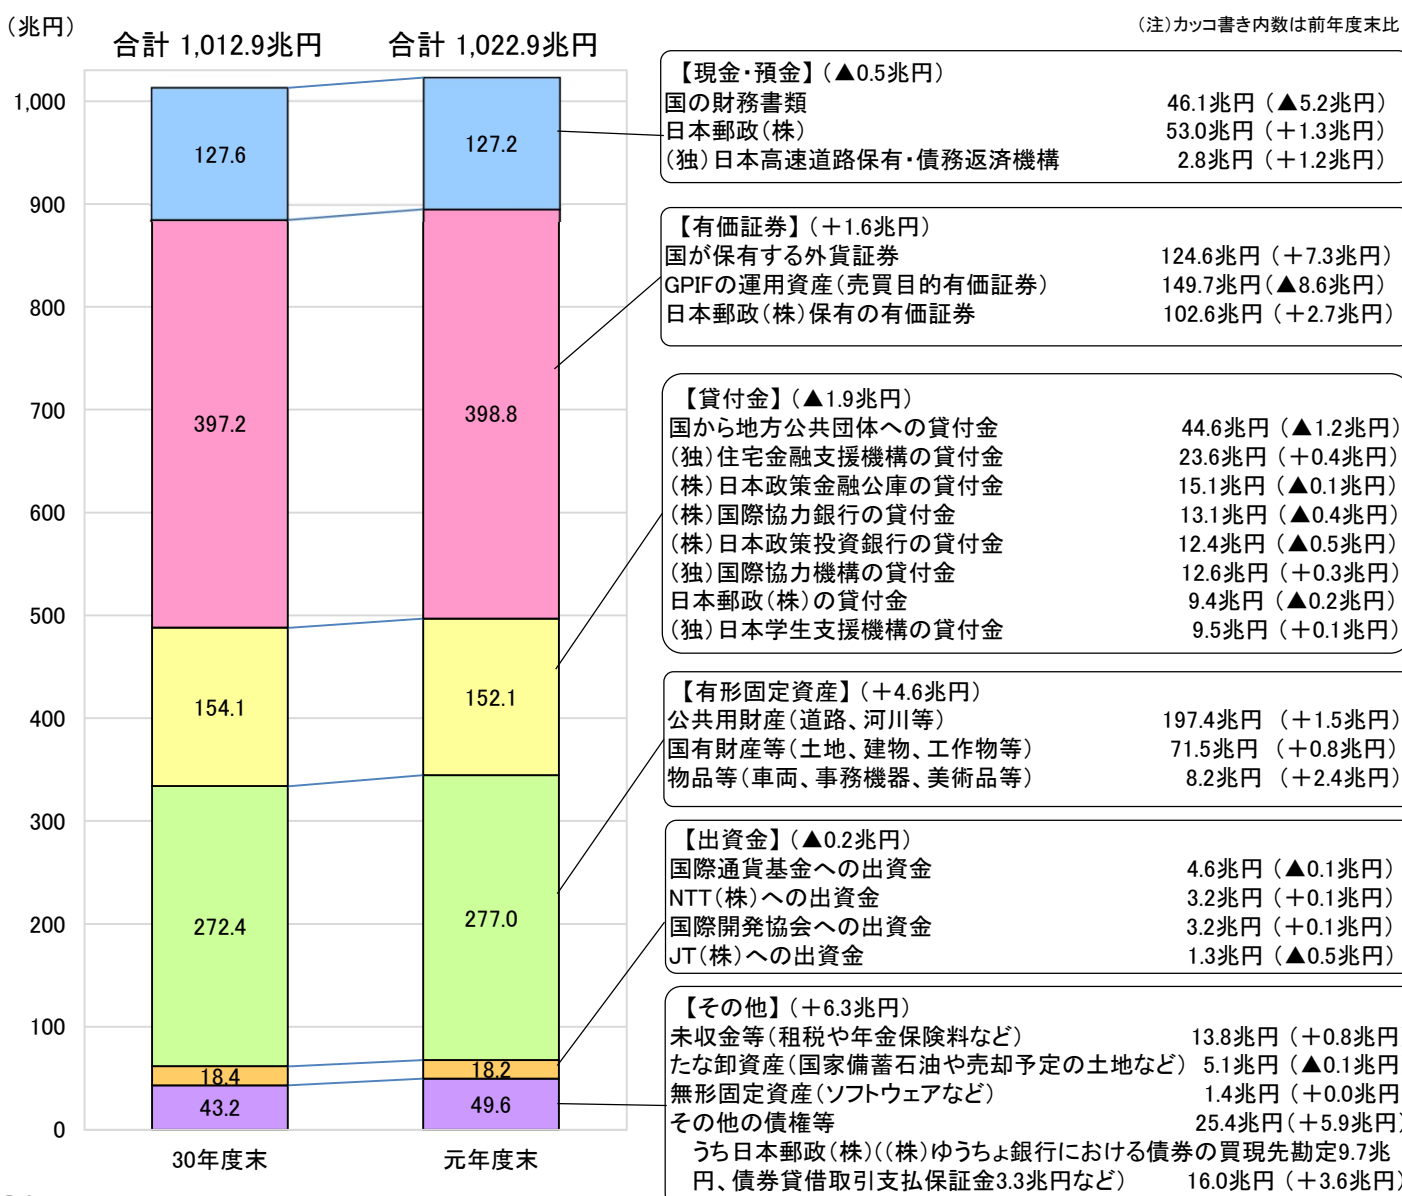 (兆円)
(注)カッコ書き内数は前年度末比
合計 1,012.9兆円
合計 1,022.9兆円
1,000
900
800
700
600
500
400
300
200
100
0
127.6
397.2
154.1
272.4
18.4
43.2
30年度末
127.2
398.8
152.1
277.0
18.2
49.6
元年度末
【現金・預金】(▲0.5兆円)
国の財務書類 46.1兆円(▲5.2兆円)
日本郵政(株) 53.0兆円(+1.3兆円)
(独)日本高速道路保有・債務返済機構 2.8兆円(+1.2兆円)
【有価証券】(+1.6兆円)
国が保有する外貨証券 124.6兆円(+7.3兆円)
GPIFの運用資産(売買目的有価証券) 149.7兆円(▲8.6兆円)
日本郵政(株)保有の有価証券 102.6兆円(+2.7兆円)
【貸付金】(▲1.9兆円)
国から地方公共団体への貸付金 44.6兆円(▲1.2兆円)
(独)住宅金融支援機構の貸付金 23.6兆円(+0.4兆円)
(株)日本政策金融公庫の貸付金 15.1兆円(▲0.1兆円)
(株)国際協力銀行の貸付金 13.1兆円(▲0.4兆円)
(株)日本政策投資銀行の貸付金 12.4兆円(▲0.5兆円)
(独)国際協力機構の貸付金 12.6兆円(+0.3兆円)
日本郵政(株)の貸付金 9.4兆円(▲0.2兆円)
(独)日本学生支援機構の貸付金 9.5兆円(+0.1兆円)
【有形固定資産】(+4.6兆円)
公共用財産(道路、河川等) 197.4兆円(+1.5兆円)
国有財産等(土地、建物、工作物等) 71.5兆円(+0.8兆円)
物品等(車両、事務機器、美術品等) 8.2兆円(+2.4兆円)
【出資金】(▲0.2兆円)
国際通貨基金への出資金 4.6兆円(▲0.1兆円)
NTT(株)への出資金 3.2兆円(+0.1兆円)
国際開発協会への出資金 3.2兆円(+0.1兆円)
JT(株)への出資金 1.3兆円(▲0.5兆円)
【その他】(+6.3兆円)
未収金等(租税や年金保険料など) 13.8兆円(+0.8兆円
たな卸資産(国家備蓄石油や売却予定の土地など) 5.1兆円(▲0.1兆円
無形固定資産(ソフトウェアなど) 1.4兆円(+0.0兆円
その他の債権等 25.4兆円(+5.9兆円)
うち日本郵政(株)((株)ゆうちょ銀行における債券の買現先勘定9.7兆
円、債券貸借取引支払保証金3.3兆円など) 16.0兆円(+3.6兆円)